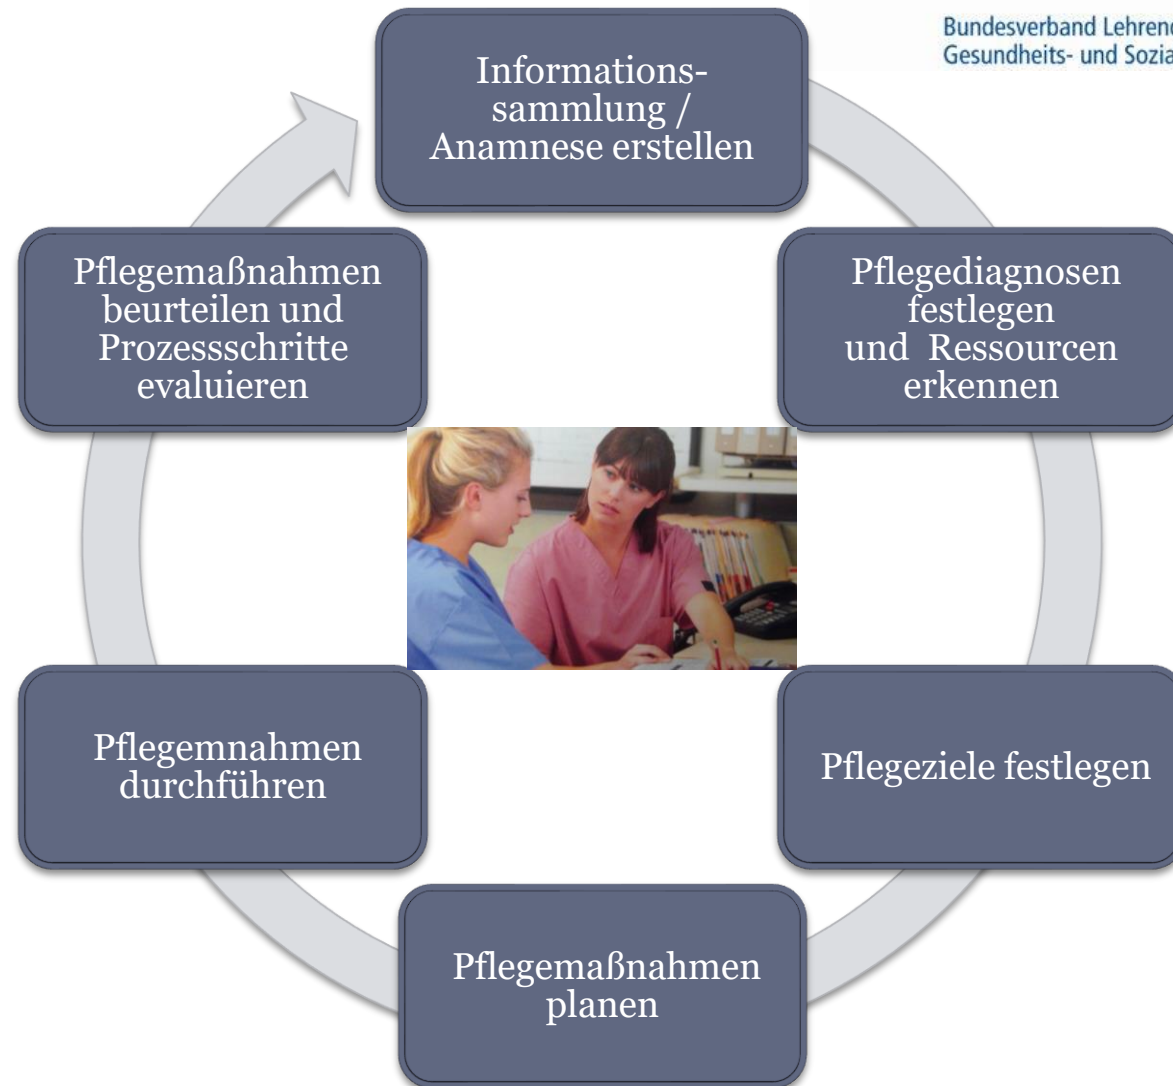 Bundesverband Lehrend
Gesundheits- und Sozia
Informations-
sammlung /
Anamnese erstellen
Pflegediagnosen
festlegen
und Ressourcen
erkennen
Pflegeziele festlegen
Pflegemaßnahmen
planen
Pflegemnahmen
durchführen
Pflegemaßnahmen
beurteilen und
Prozessschritte
evaluieren